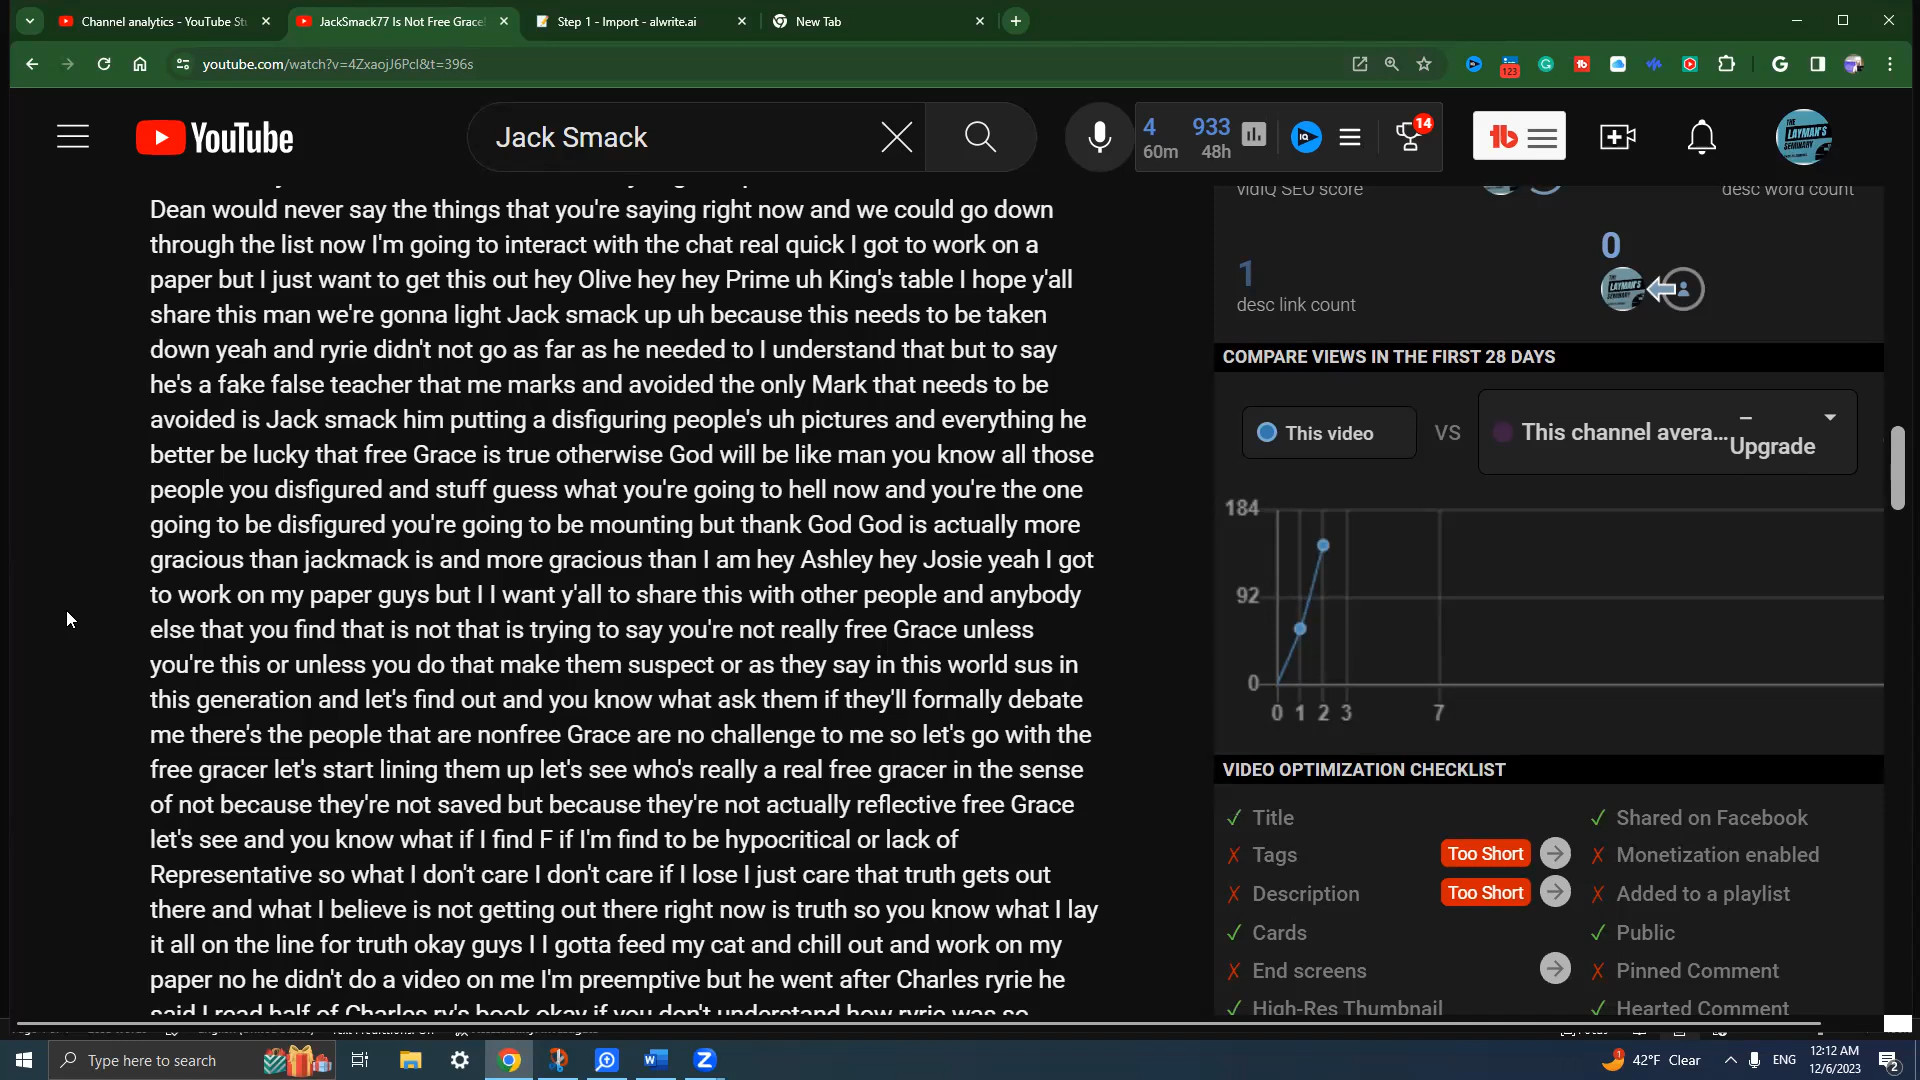 Channel analytics - YouTube Stu
JackSmack77 Is Not Free Grace
Step 1 - Import - alwrite.ai
New Tab
youtube.com/watch?v=4ZxaojJ6PcI&t=396s
123
YouTube
Jack Smack
4 60m
933 48h
14
THE LAYMAN'S SEMINARY
Dean would never say the things that you're saying right now and we could go down
through the list now I'm going to interact with the chat real quick I got to work on a
paper but I just want to get this out hey Olive hey hey Prime uh King's table I hope y'all
share this man we're gonna light Jack smack up uh because this needs to be taken
down yeah and ryrie didn't not go as far as he needed to I understand that but to say
he's a fake false teacher that me marks and avoided the only Mark that needs to be
avoided is Jack smack him putting a disfiguring people's uh pictures and everything he
better be lucky that free Grace is true otherwise God will be like man you know all those
people you disfigured and stuff guess what you're going to hell now and you're the one
going to be disfigured you're going to be mounting but thank God God is actually more
gracious than jackmack is and more gracious than I am hey Ashley hey Josie yeah I got
to work on my paper guys but I I want y'all to share this with other people and anybody
else that you find that is not that is trying to say you're not really free Grace unless
you're this or unless you do that make them suspect or as they say in this world sus in
this generation and let's find out and you know what ask them if they'll formally debate
me there's the people that are nonfree Grace are no challenge to me so let's go with the
free gracer let's start lining them up let's see who's really a real free gracer in the sense
of not because they're not saved but because they're not actually reflective free Grace
let's see and you know what if I find F if I'm find to be hypocritical or lack of
Representative so what I don't care I don't care if I lose I just care that truth gets out
there and what I believe is not getting out there right now is truth so you know what I lay
it all on the line for truth okay guys I I gotta feed my cat and chill out and work on my
paper no he didn't do a video on me I'm preemptive but he went after Charles ryrie he
said I read half of Charles ry's book okay if you don't understand how ryrie was so
vidIQ SEO score
desc word count
1
desc link count
0
COMPARE VIEWS IN THE FIRST 28 DAYS
This video
VS
This channel avera...
– Upgrade
184
92
0
0 1 2 3 7
VIDEO OPTIMIZATION CHECKLIST
✓ Title
✓ Shared on Facebook
✗ Tags Too Short
✗ Monetization enabled
✗ Description Too Short
✗ Added to a playlist
✓ Cards
✓ Public
✗ End screens
✗ Pinned Comment
✓ High-Res Thumbnail
✓ Hearted Comment
Type here to search
42°F Clear
ENG
12:12 AM
12/6/2023
2